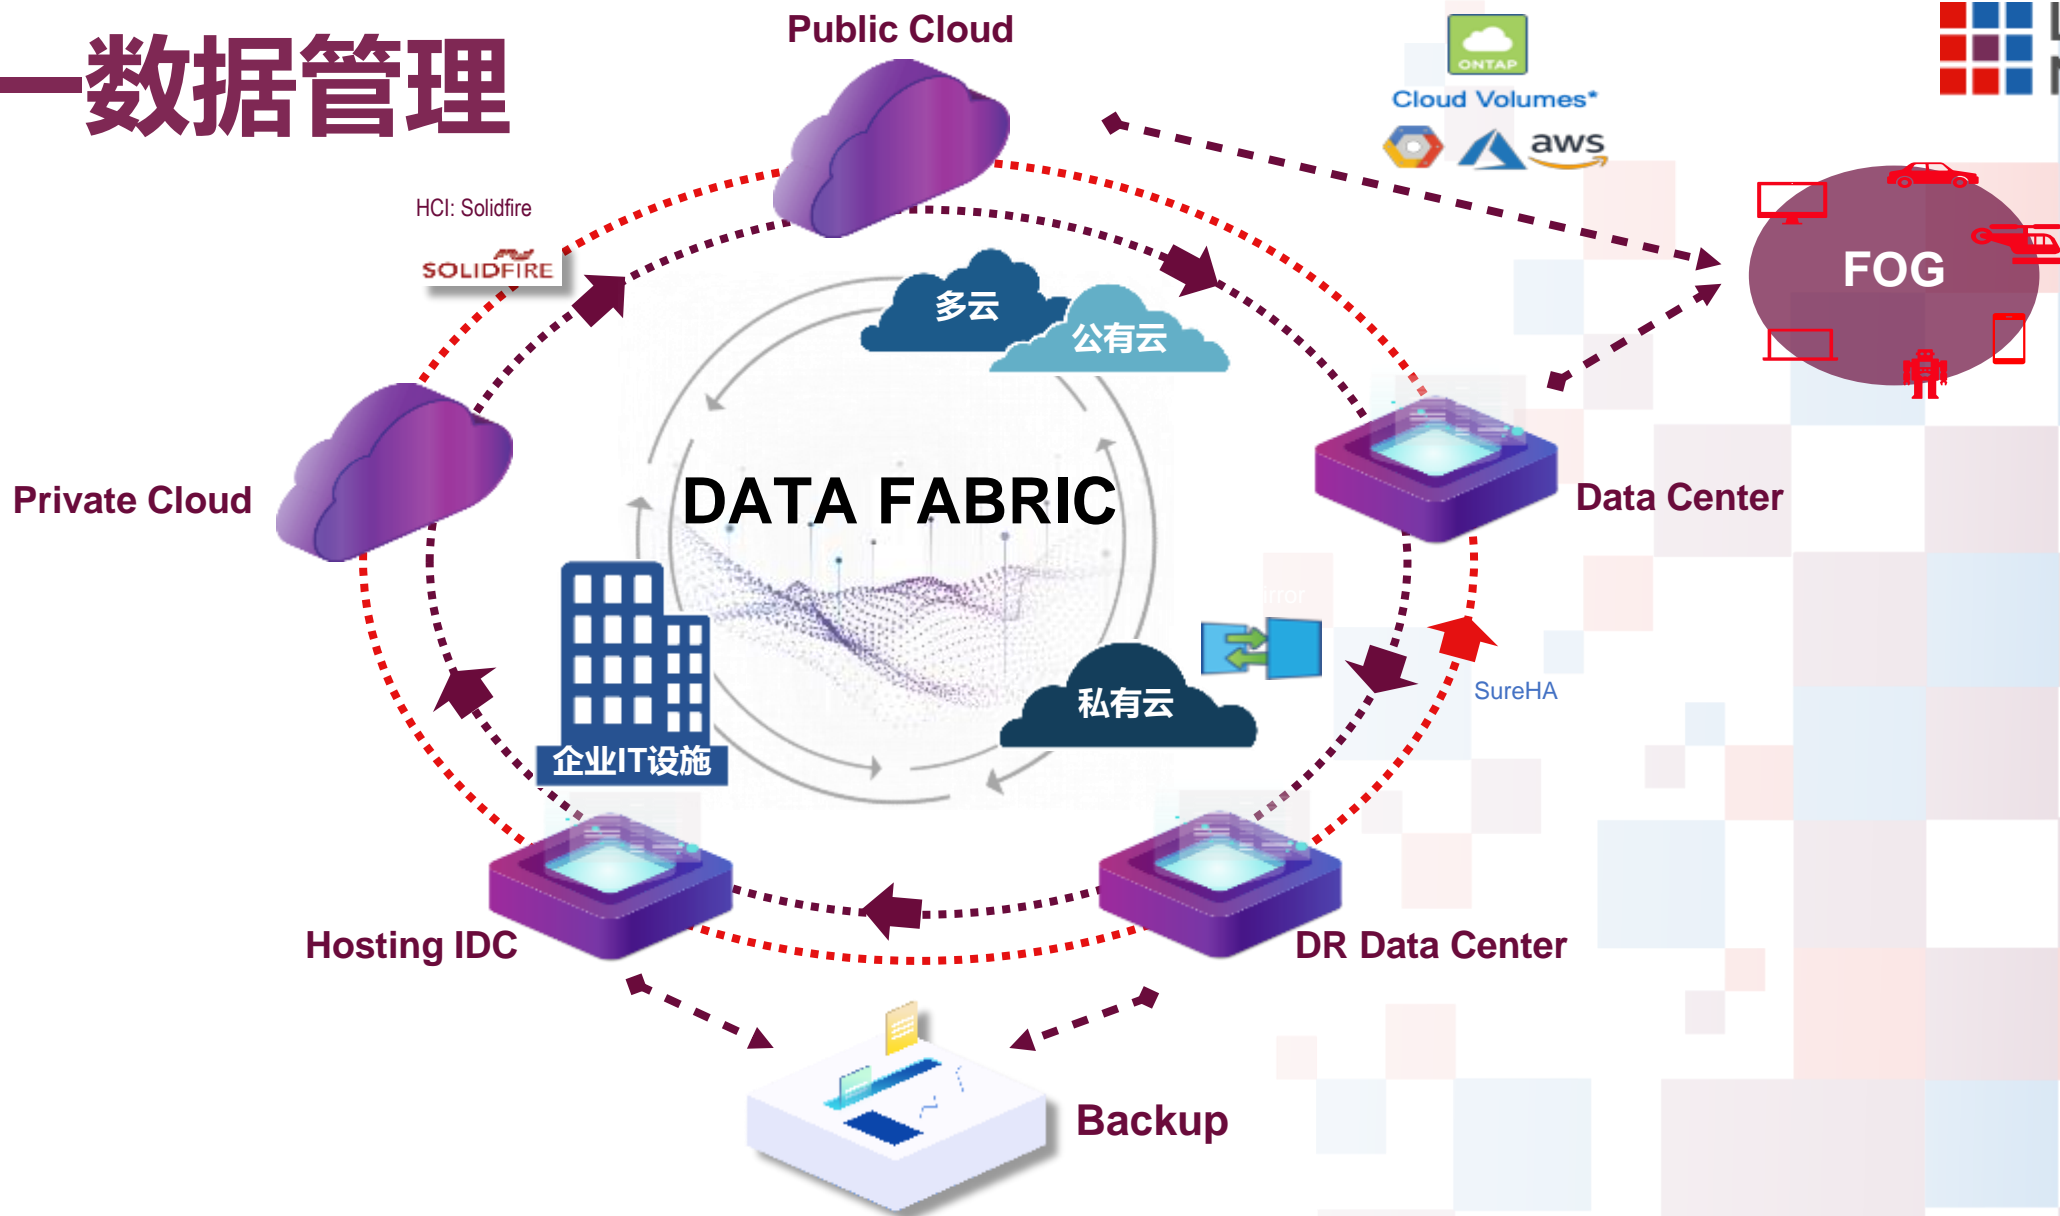 一数据管理
Public Cloud
ONTAP
Cloud Volumes*
aws
HCI: Solidfire
SOLIDFIRE
FOG
多云
公有云
Private Cloud
DATA FABRIC
Data Center
私有云
SureHA
企业IT设施
Hosting IDC
DR Data Center
Backup